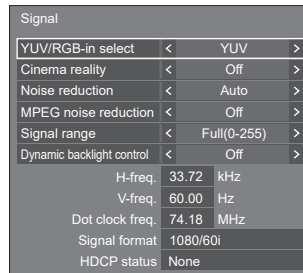 Signal
YUV/RGB-in select < YUV >
Cinema reality < Off >
Noise reduction < Auto >
MPEG noise reduction < Off >
Signal range < Full(0-255) >
Dynamic backlight control < Off >
H-freq. 33.72 kHz
V-freq. 60.00 Hz
Dot clock freq. 74.18 MHz
Signal format 1080/60i
HDCP status None